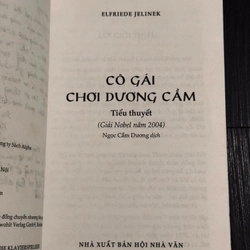 ELFRIEDE JELINEK
CÔ GÁI
CHƠI DƯƠNG CẦM
Tiểu thuyết
(Giải Nobel năm 2004)
Ngọc Cầm Dương dịch
NHÀ XUẤT BẢN HỘI NHÀ VĂN